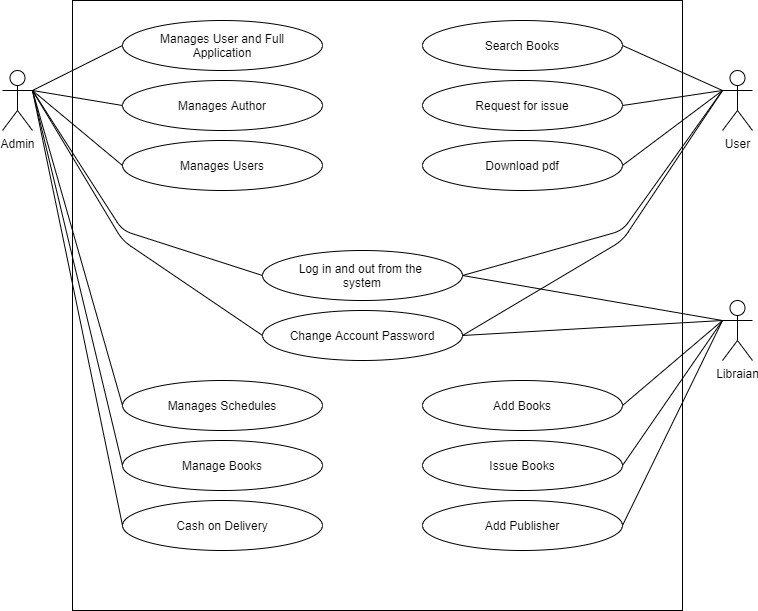 Manages User and Full
Application
Search Books
Manages Author
Request for issue
Admin
User
Manages Users
Download pdf
Log in and out from the
system
Change Account Password
Libraian
Manages Schedules
Add Books
Manage Books
Issue Books
Cash on Delivery
Add Publisher